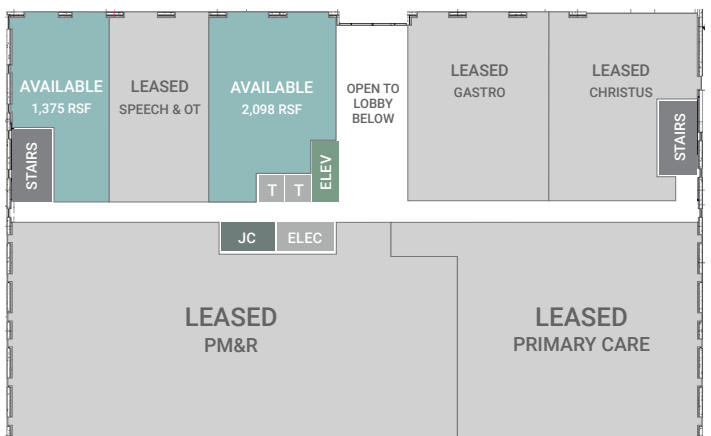 AVAILABLE
1,375 RSF
LEASED
SPEECH & OT
AVAILABLE
2,098 RSF
OPEN TO
LOBBY
BELOW
LEASED
GASTRO
LEASED
CHRISTUS
STAIRS
STAIRS
ELEV
T
T
JC
ELEC
LEASED
PM&R
LEASED
PRIMARY CARE